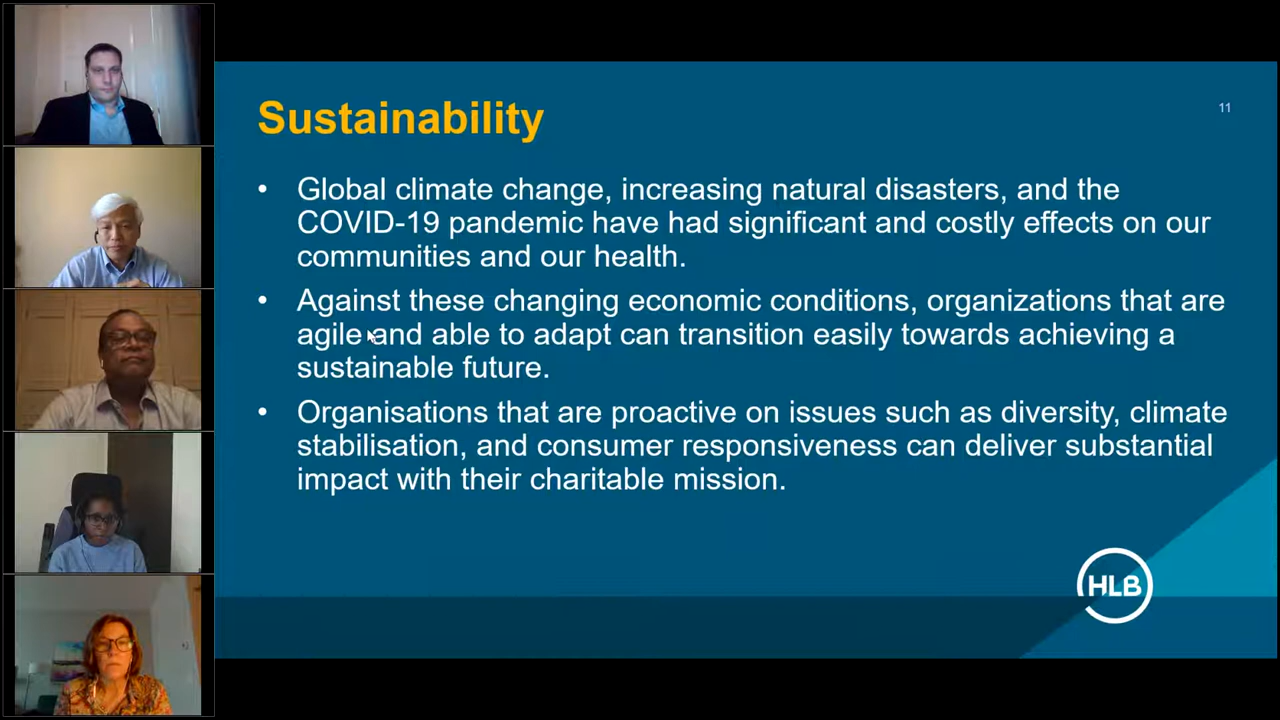 Sustainability
11
• Global climate change, increasing natural disasters, and the
COVID-19 pandemic have had significant and costly effects on our
communities and our health.
• Against these changing economic conditions, organizations that are
agile and able to adapt can transition easily towards achieving a
sustainable future.
• Organisations that are proactive on issues such as diversity, climate
stabilisation, and consumer responsiveness can deliver substantial
impact with their charitable mission.
HLB